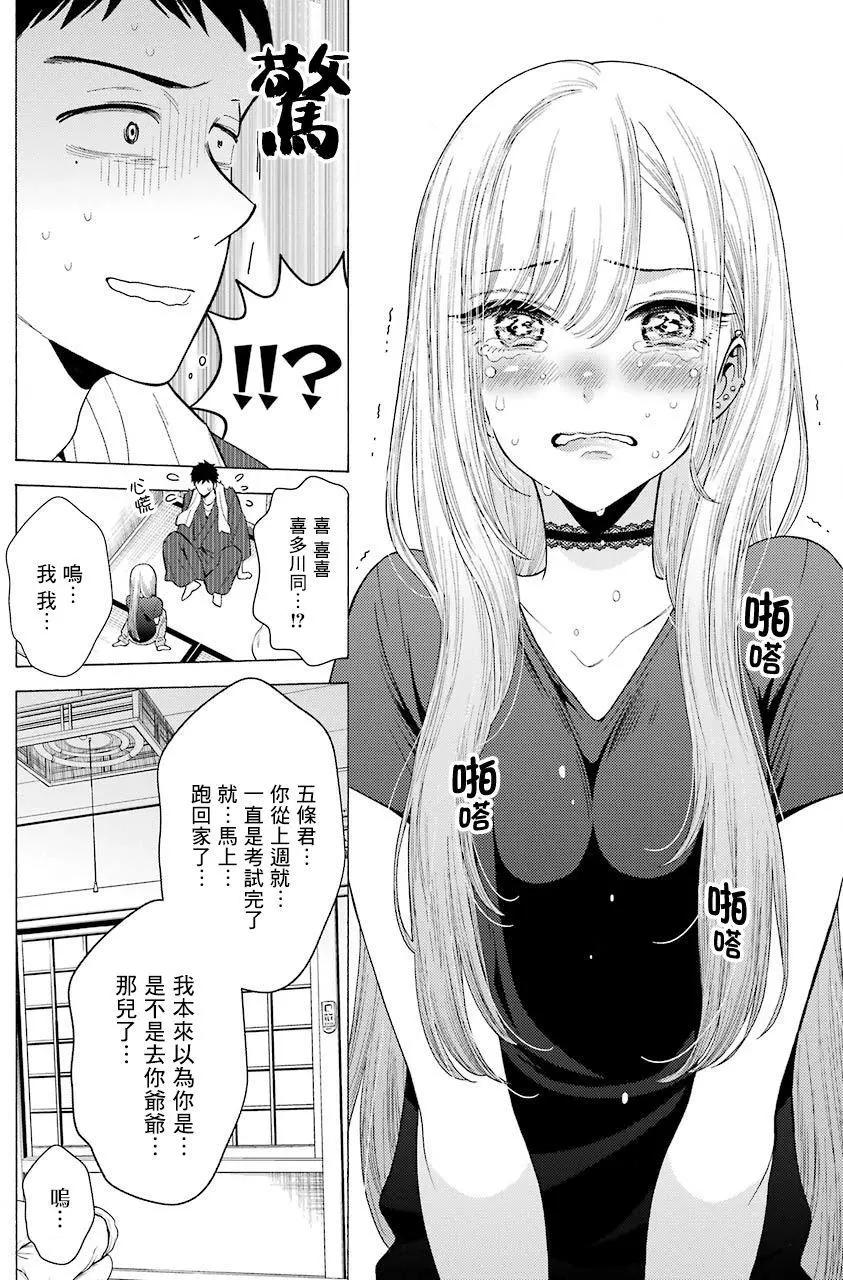 啪
嗒
啪
嗒
啪
嗒
驚
!!?
喜 喜喜
喜多川同…!?
心慌
嗚…
我我…
五條君…
你從上週就…
一直是考試完了
就…馬上…
跑回家了…
我本來以為你是…
是不是去你爺爺…
那兒了…
嗚…